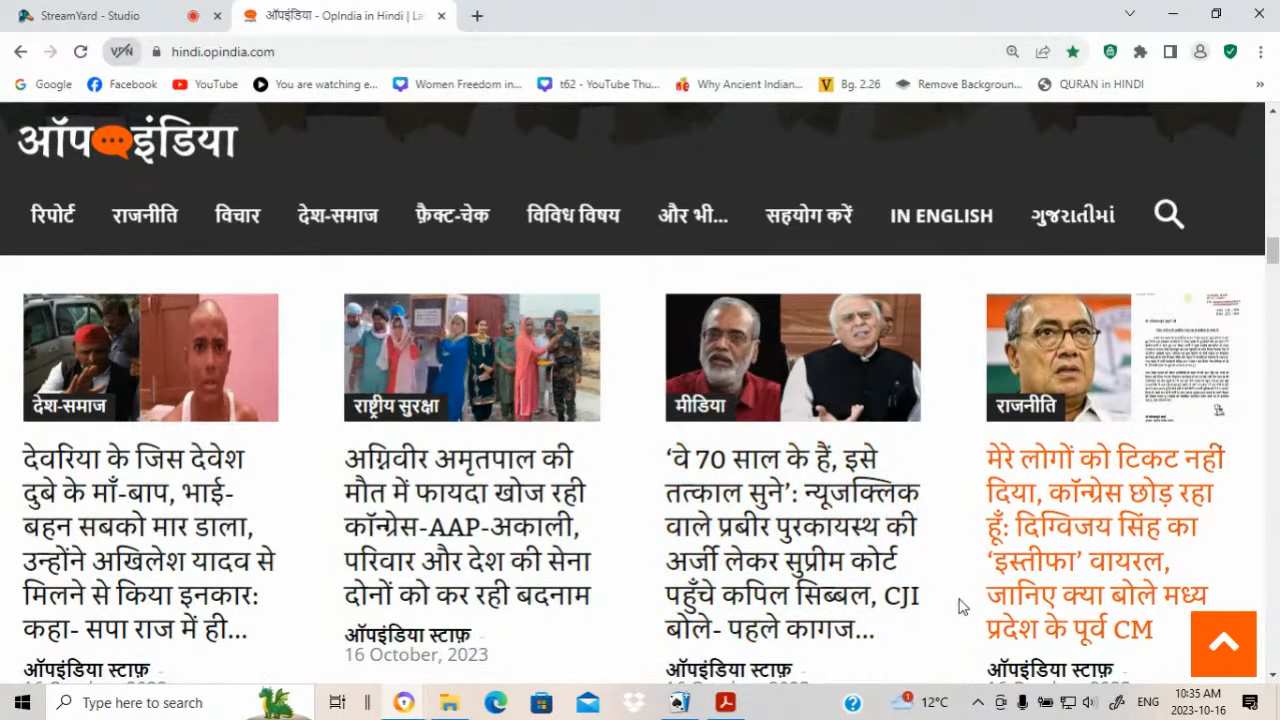 StreamYard - Studio
ऑपइंडिया - OpIndia in Hindi | La
VPN
hindi.opindia.com
Google
Facebook
YouTube
You are watching e...
Women Freedom in...
t62 - YouTube Thu...
Why Ancient Indian...
Bg. 2.26
Remove Backgroun...
QURAN in HINDI
»
ऑपइंडिया
रिपोर्ट
राजनीति
विचार
देश-समाज
फ़ैक्ट-चेक
विविध विषय
और भी...
सहयोग करें
IN ENGLISH
ગુજરાતીમાં
देश-समाज
देवरिया के जिस देवेश
दुबे के माँ-बाप, भाई-
बहन सबको मार डाला,
उन्होंने अखिलेश यादव से
मिलने से किया इनकार:
कहा- सपा राज में ही...
ऑपइंडिया स्टाफ़ -
राष्ट्रीय सुरक्षा
अग्निवीर अमृतपाल की
मौत में फायदा खोज रही
कॉन्ग्रेस-AAP-अकाली,
परिवार और देश की सेना
दोनों को कर रही बदनाम
ऑपइंडिया स्टाफ़ -
16 October, 2023
मीडिया
‘वे 70 साल के हैं, इसे
तत्काल सुने’: न्यूजक्लिक
वाले प्रबीर पुरकायस्थ की
अर्जी लेकर सुप्रीम कोर्ट
पहुँचे कपिल सिब्बल, CJI
बोले- पहले कागज...
ऑपइंडिया स्टाफ़ -
राजनीति
मेरे लोगों को टिकट नहीं
दिया, कॉन्ग्रेस छोड़ रहा
हूँ: दिग्विजय सिंह का
‘इस्तीफा’ वायरल,
जानिए क्या बोले मध्य
प्रदेश के पूर्व CM
ऑपइंडिया स्टाफ़ -
Type here to search
12°C
ENG
10:35 AM
2023-10-16